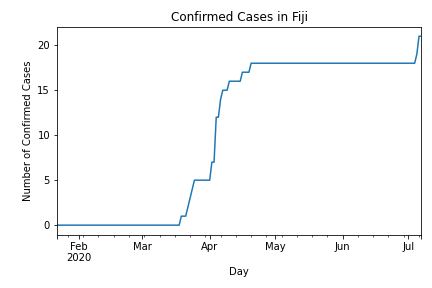 Confirmed Cases in Fiji
Number of Confirmed Cases
20
15
10
5
0
Feb Mar Apr May Jun Jul
2020
Day